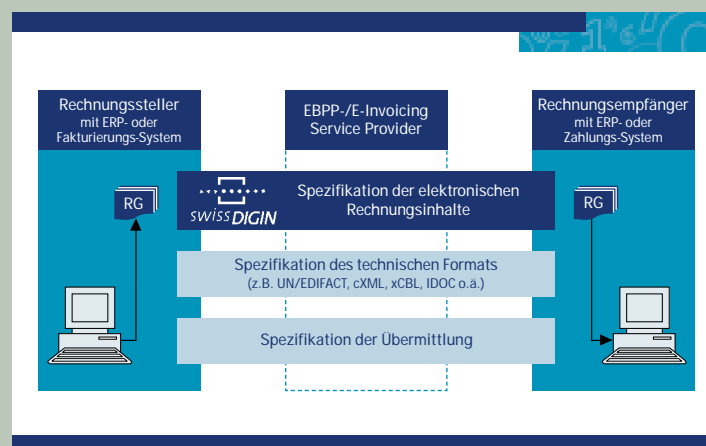 Rechnungssteller
mit ERP- oder
Fakturierungs-System
EBPP-/E-Invoicing
Service Provider
Rechnungsempfänger
mit ERP- oder
Zahlungs-System
RG
swissDIGIN
Spezifikation der elektronischen
Rechnungsinhalte
RG
Spezifikation des technischen Formats
(z.B. UN/EDIFACT, cXML, xCBL, IDOC o.ä.)
Spezifikation der Übermittlung